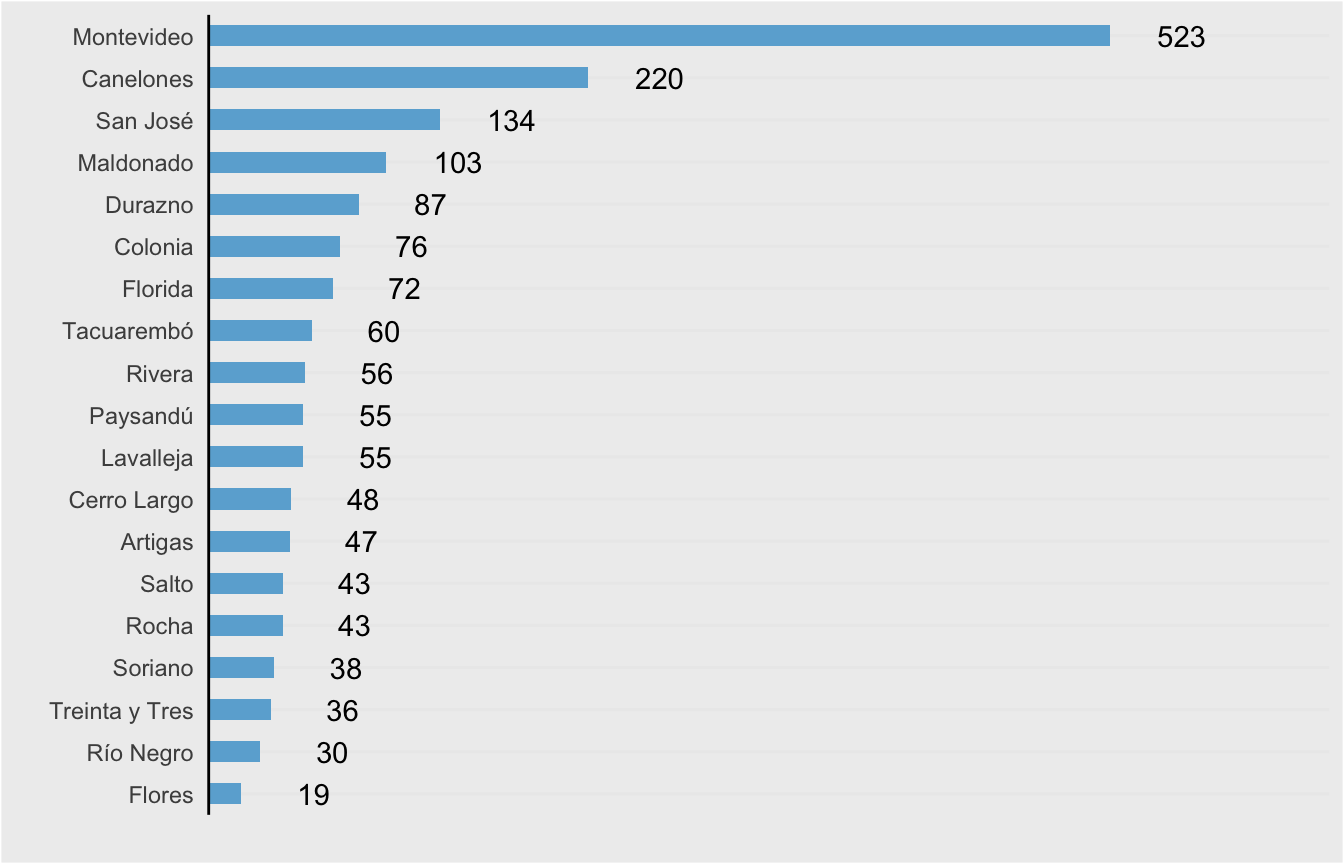 Montevideo 523
Canelones 220
San José 134
Maldonado 103
Durazno 87
Colonia 76
Florida 72
Tacuarembó 60
Rivera 56
Paysandú 55
Lavalleja 55
Cerro Largo 48
Artigas 47
Salto 43
Rocha 43
Soriano 38
Treinta y Tres 36
Río Negro 30
Flores 19